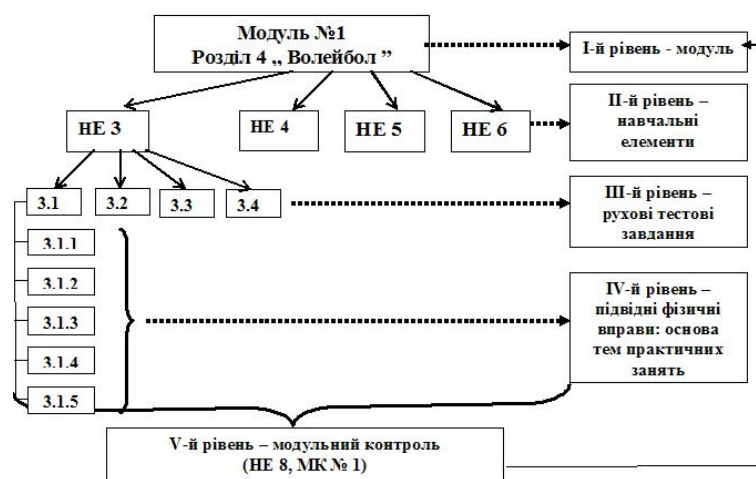 Модуль №1
Розділ 4 „ Волейбол ”
І-й рівень - модуль
НЕ 3
НЕ 4
НЕ 5
НЕ 6
ІІ-й рівень –
навчальні
елементи
3.1
3.2
3.3
3.4
ІІІ-й рівень –
рухові тестові
завдання
3.1.1
3.1.2
3.1.3
3.1.4
3.1.5
IV-й рівень –
підвідні фізичні
вправи: основа
тем практичних
занять
V-й рівень – модульний контроль
(НЕ 8, МК № 1)